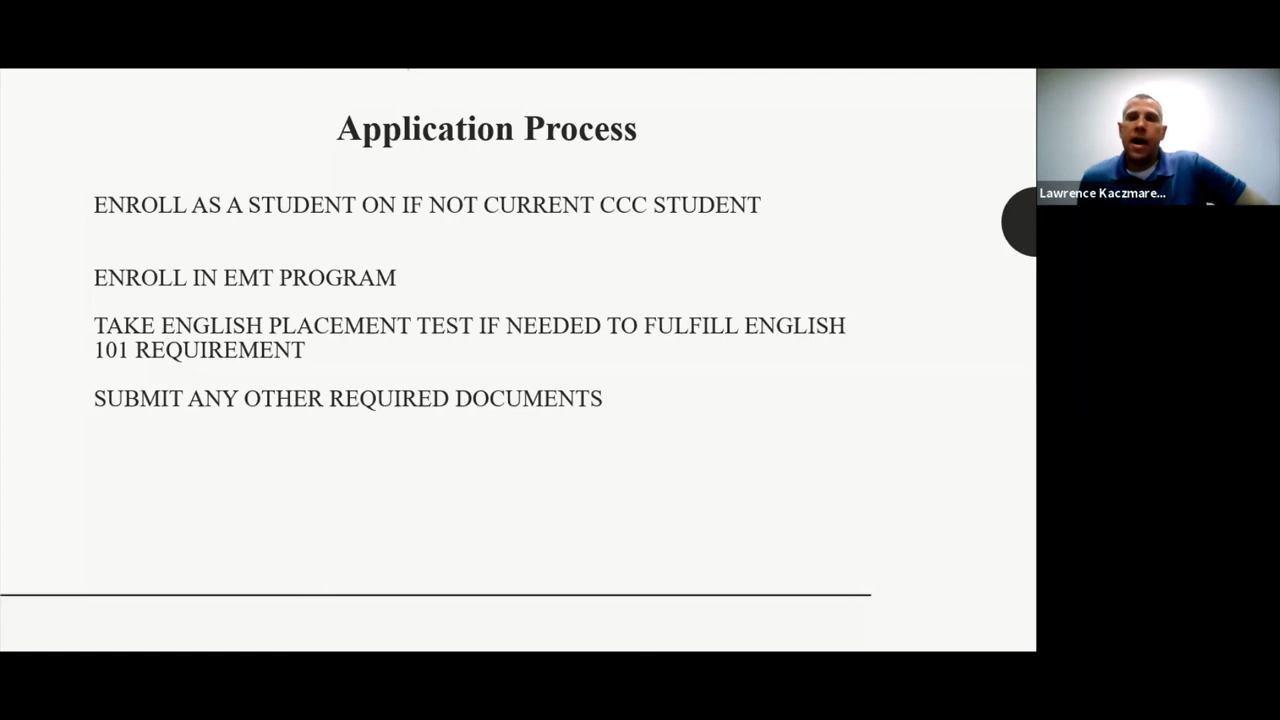 Application Process
ENROLL AS A STUDENT ON IF NOT CURRENT CCC STUDENT
ENROLL IN EMT PROGRAM
TAKE ENGLISH PLACEMENT TEST IF NEEDED TO FULFILL ENGLISH
101 REQUIREMENT
SUBMIT ANY OTHER REQUIRED DOCUMENTS
Lawrence Kaczmare...